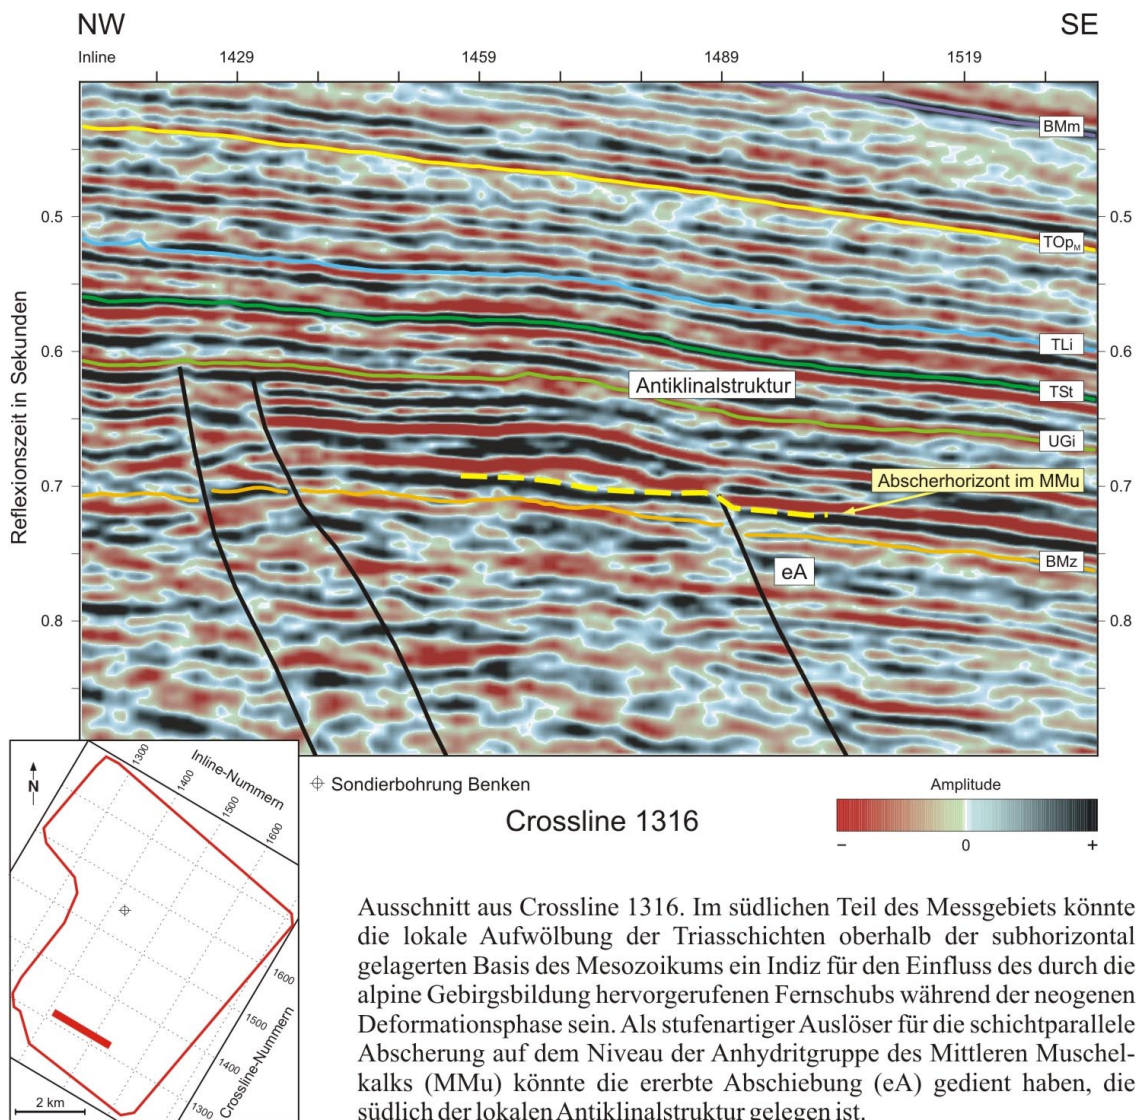 NW
SE
Inline
1429
1459
1489
1519
BMm
0.5
0.5
TOpM
TLi
0.6
0.6
Antiklinalstruktur
TSt
UGi
Abscherhorizont im MMu
0.7
0.7
BMz
eA
0.8
0.8
Reflexionszeit in Sekunden
N
Inline-Nummern
1300
1400
1500
1600
1600
1500
1400
1300
Crossline-Nummern
2 km
Sondierbohrung Benken
Crossline 1316
Amplitude
−
0
+
Ausschnitt aus Crossline 1316. Im südlichen Teil des Messgebiets könnte
die lokale Aufwölbung der Triasschichten oberhalb der subhorizontal
gelagerten Basis des Mesozoikums ein Indiz für den Einfluss des durch die
alpine Gebirgsbildung hervorgerufenen Fernschubs während der neogenen
Deformationsphase sein. Als stufenartiger Auslöser für die schichtparallele
Abscherung auf dem Niveau der Anhydritgruppe des Mittleren Muschel-
kalks (MMu) könnte die ererbte Abschiebung (eA) gedient haben, die
südlich der lokalen Antiklinalstruktur gelegen ist.